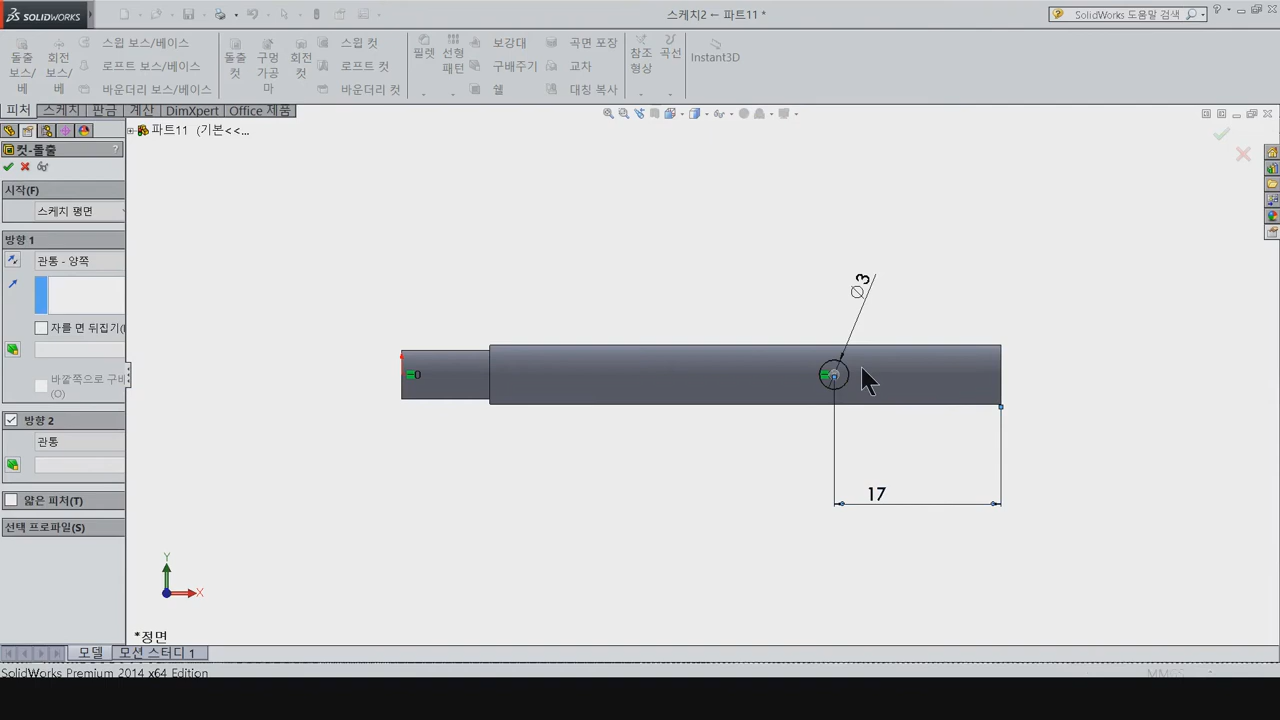 SOLIDWORKS
스케치2 ← 파트11 *
SolidWorks 도움말 검색
돌출 보스/베
회전 보스/베
스윕 보스/베이스
로프트 보스/베이스
바운더리 보스/베이스
돌출 컷
구멍 가공 마
회전 컷
스윕 컷
로프트 컷
바운더리 컷
필렛
선형 패턴
보강대
구배주기
쉘
곡면 포장
교차
대칭 복사
참조 형상
곡선
Instant3D
피처
스케치
판금
계산
DimXpert
Office 제품
파트11 (기본<<...
컷-돌출
?
시작(F)
스케치 평면
방향 1
관통 - 양쪽
자를 면 뒤집기(
바깥쪽으로 구배
(O)
방향 2
관통
얇은 피처(T)
선택 프로파일(S)
∅3
0
17
Y
X
*정면
모델
모션 스터디 1
SolidWorks Premium 2014 x64 Edition
MMGS